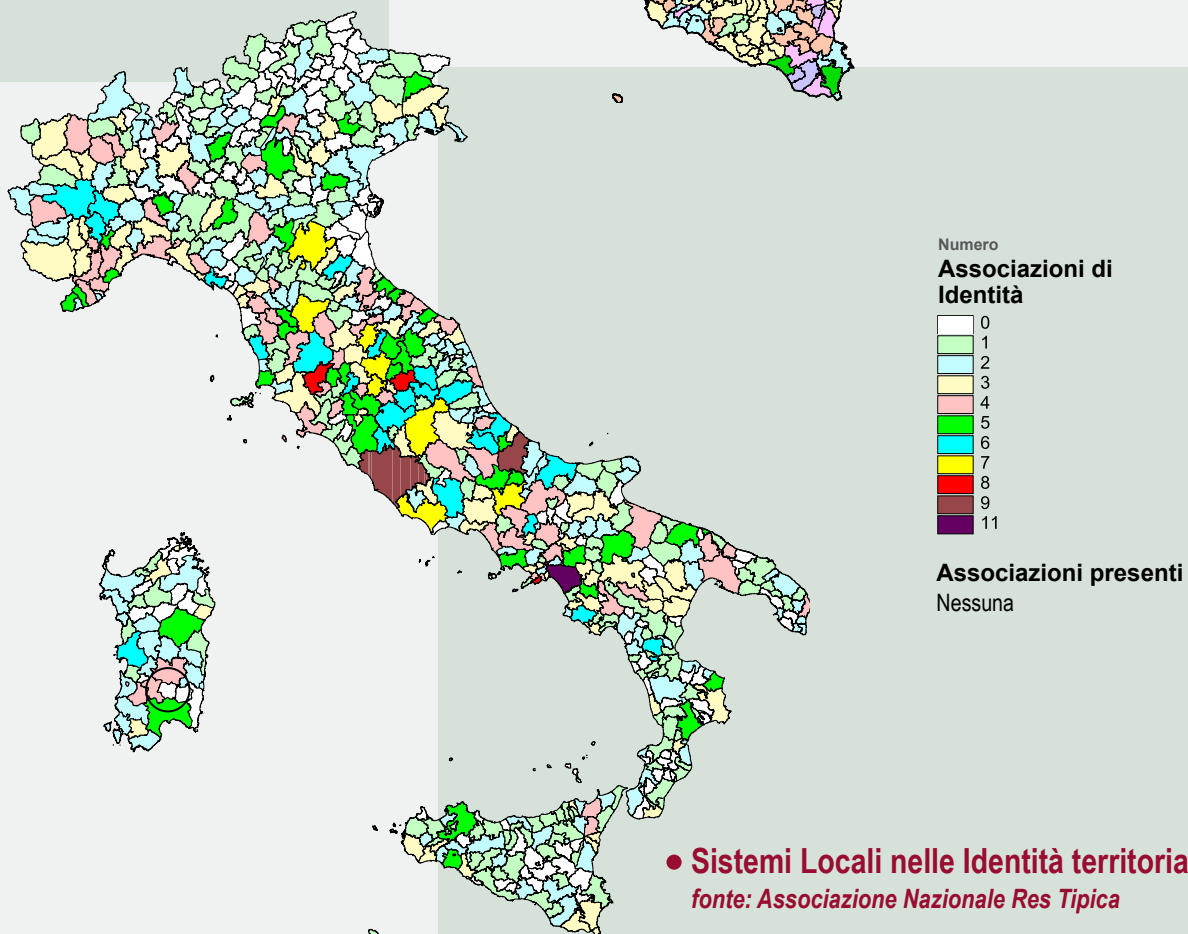 Numero
Associazioni di
Identità
0
1
2
3
4
5
6
7
8
9
11
Associazioni presenti
Nessuna
• Sistemi Locali nelle Identità territoria
fonte: Associazione Nazionale Res Tipica